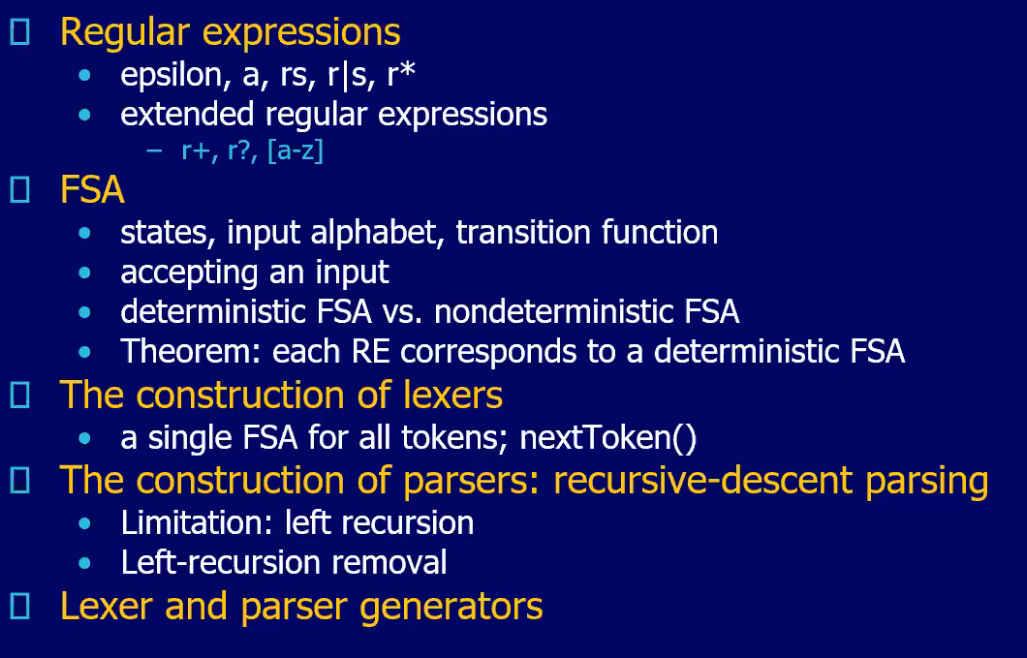 Regular expressions
• epsilon, a, rs, r|s, r*
• extended regular expressions
– r+, r?, [a-z]
FSA
• states, input alphabet, transition function
• accepting an input
• deterministic FSA vs. nondeterministic FSA
• Theorem: each RE corresponds to a deterministic FSA
The construction of lexers
• a single FSA for all tokens; nextToken()
The construction of parsers: recursive-descent parsing
• Limitation: left recursion
• Left-recursion removal
Lexer and parser generators